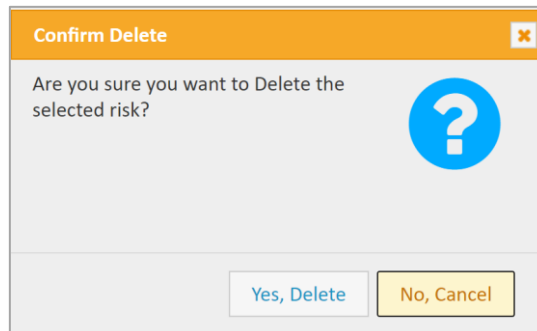 Confirm Delete
Are you sure you want to Delete the
selected risk?
Yes, Delete
No, Cancel